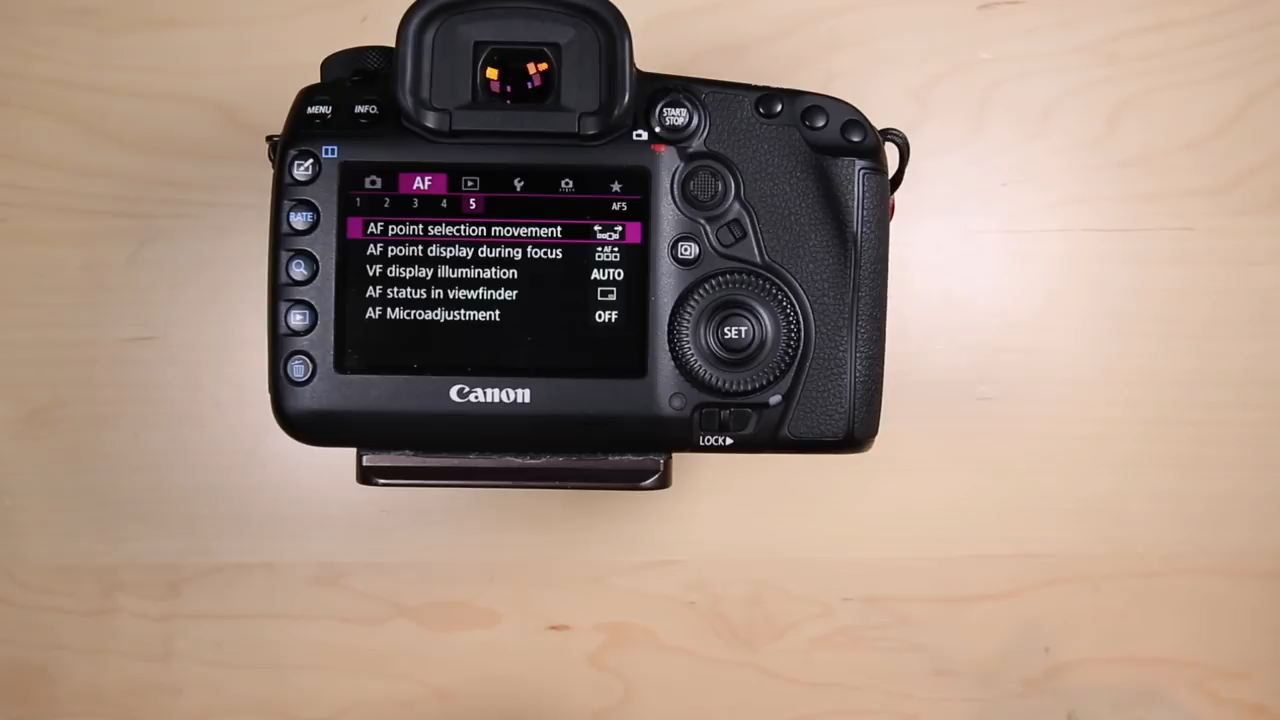 MENU INFO.
START/
STOP
RATE
AF
1 2 3 4 5 AF5
AF point selection movement
AF point display during focus
AF
VF display illumination AUTO
AF status in viewfinder
AF Microadjustment OFF
Q
SET
Canon
LOCK▶